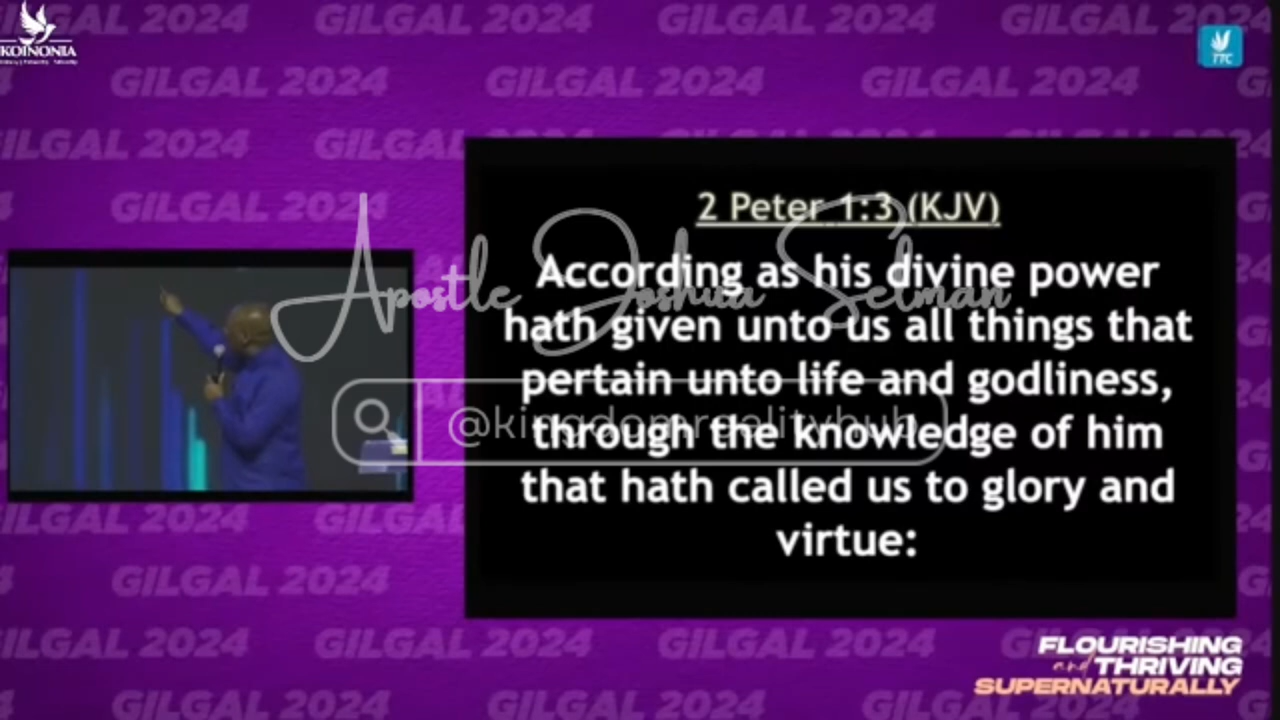 KOINONIA
TTC
GILGAL 2024
2 Peter 1:3 (KJV)
According as his divine power
hath given unto us all things that
pertain unto life and godliness,
through the knowledge of him
that hath called us to glory and
virtue:
Apostle Joshua Selman
@kingdomrealityhub
FLOURISHING
and THRIVING
SUPERNATURALLY